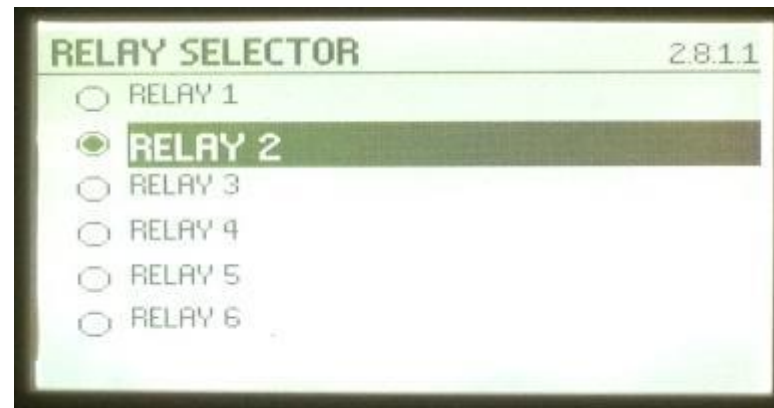 RELAY SELECTOR 2.8.1.1
RELAY 1
RELAY 2
RELAY 3
RELAY 4
RELAY 5
RELAY 6